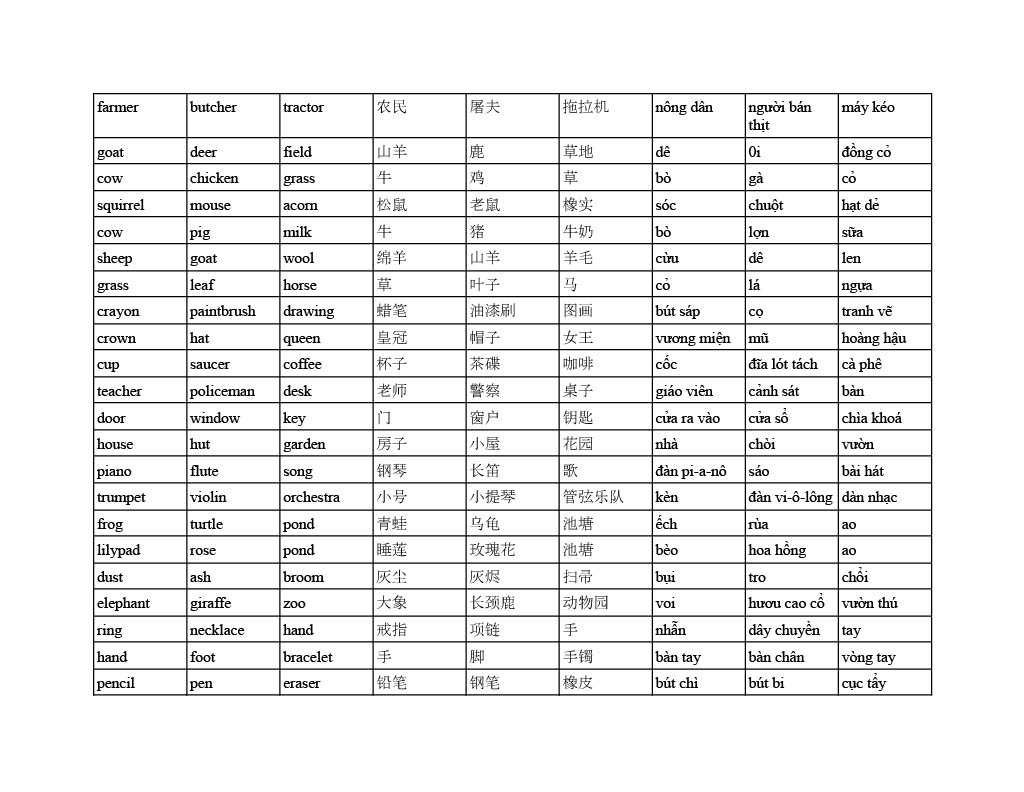 farmer butcher tractor 农民 屠夫 拖拉机 nông dân người bán máy kéo
thịt
goat deer field 山羊 鹿 草地 dê 0i đồng cỏ
cow chicken grass 牛 鸡 草 bò gà cỏ
squirrel mouse acorn 松鼠 老鼠 橡实 sóc chuột hạt dẻ
cow pig milk 牛 猪 牛奶 bò lợn sữa
sheep goat wool 绵羊 山羊 羊毛 cừu dê len
grass leaf horse 草 叶子 马 cỏ lá ngựa
crayon paintbrush drawing 蜡笔 油漆刷 图画 bút sáp cọ tranh vẽ
crown hat queen 皇冠 帽子 女王 vương miện mũ hoàng hậu
cup saucer coffee 杯子 茶碟 咖啡 cốc đĩa lót tách cà phê
teacher policeman desk 老师 警察 桌子 giáo viên cảnh sát bàn
door window key 门 窗户 钥匙 cửa ra vào cửa sổ chìa khoá
house hut garden 房子 小屋 花园 nhà chòi vườn
piano flute song 钢琴 长笛 歌 đàn pi-a-nô sáo bài hát
trumpet violin orchestra 小号 小提琴 管弦乐队 kèn đàn vi-ô-lông dàn nhạc
frog turtle pond 青蛙 乌龟 池塘 ếch rùa ao
lilypad rose pond 睡莲 玫瑰花 池塘 bèo hoa hồng ao
dust ash broom 灰尘 灰烬 扫帚 bụi tro chổi
elephant giraffe zoo 大象 长颈鹿 动物园 voi hươu cao cổ vườn thú
ring necklace hand 戒指 项链 手 nhẫn dây chuyền tay
hand foot bracelet 手 脚 手镯 bàn tay bàn chân vòng tay
pencil pen eraser 铅笔 钢笔 橡皮 bút chì bút bi cục tẩy